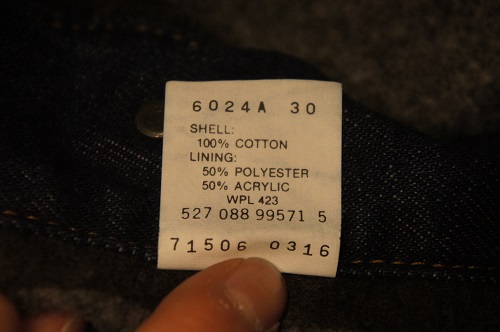 6024A 30
SHELL:
100% COTTON
LINING:
50% POLYESTER
50% ACRYLIC
WPL 423
527 088 99571 5
71506 0316